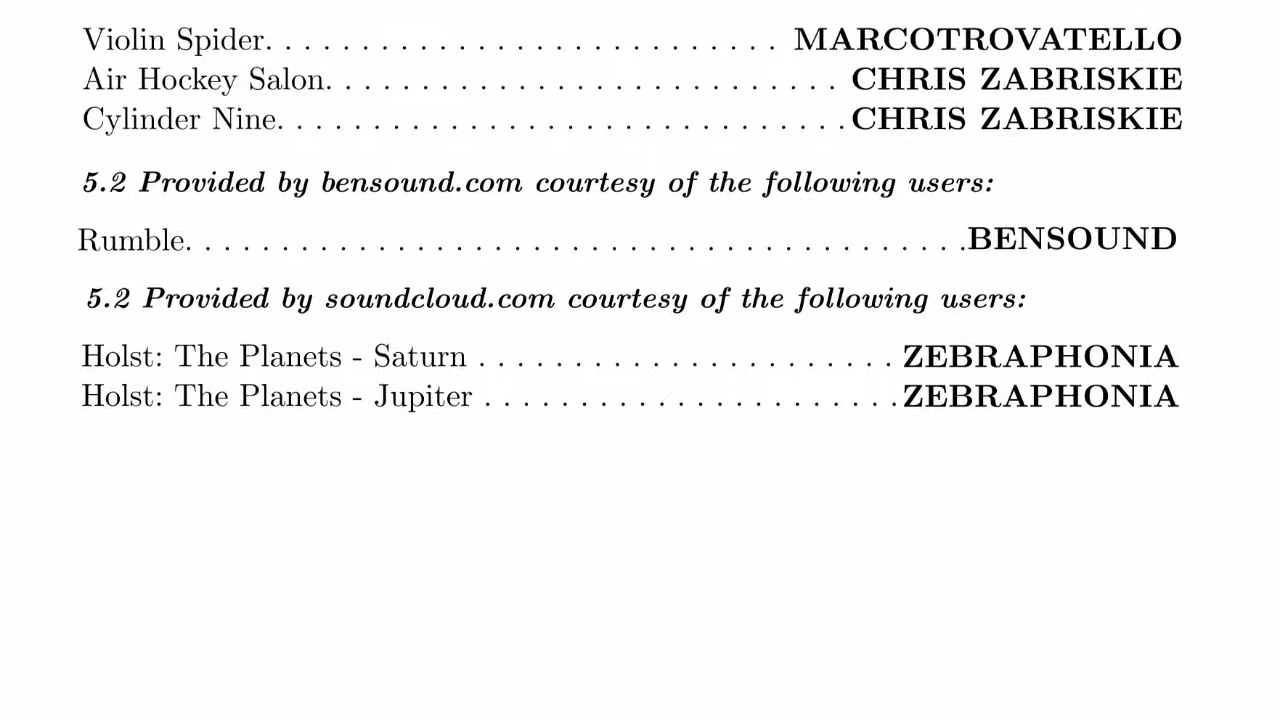 Violin Spider. . . . . . . . . . . . . . . . . . . . . . . . . . . MARCOTROVATELLO
Air Hockey Salon. . . . . . . . . . . . . . . . . . . . . . . . . . . CHRIS ZABRISKIE
Cylinder Nine. . . . . . . . . . . . . . . . . . . . . . . . . . . . . .CHRIS ZABRISKIE
5.2 Provided by bensound.com courtesy of the following users:
Rumble. . . . . . . . . . . . . . . . . . . . . . . . . . . . . . . . . . . . . . . . .BENSOUND
5.2 Provided by soundcloud.com courtesy of the following users:
Holst: The Planets - Saturn . . . . . . . . . . . . . . . . . . . . . . ZEBRAPHONIA
Holst: The Planets - Jupiter . . . . . . . . . . . . . . . . . . . . . .ZEBRAPHONIA